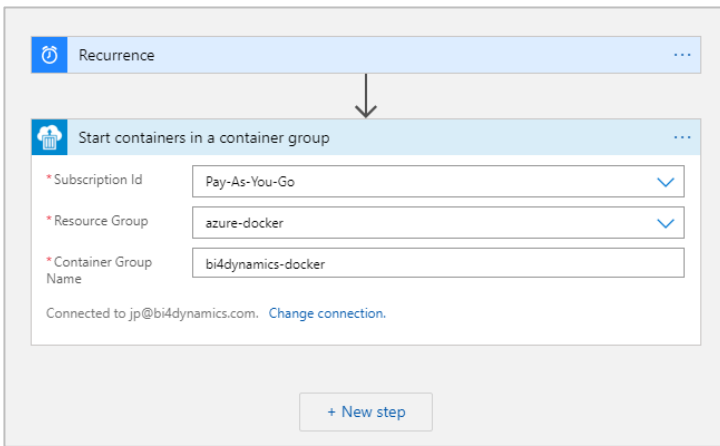 Recurrence
...
Start containers in a container group
...
*Subscription Id
Pay-As-You-Go
*Resource Group
azure-docker
*Container Group
Name
bi4dynamics-docker
Connected to jp@bi4dynamics.com. Change connection.
+ New step